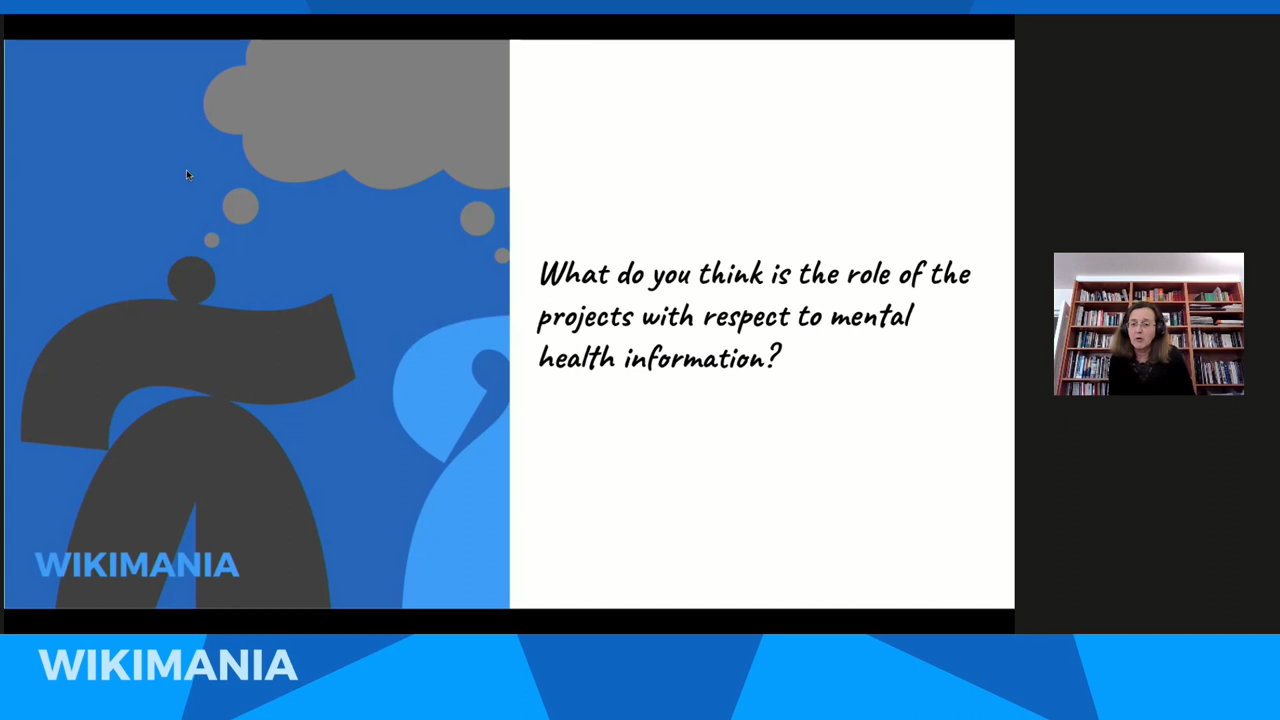 What do you think is the role of the
projects with respect to mental
health information?
WIKIMANIA
WIKIMANIA